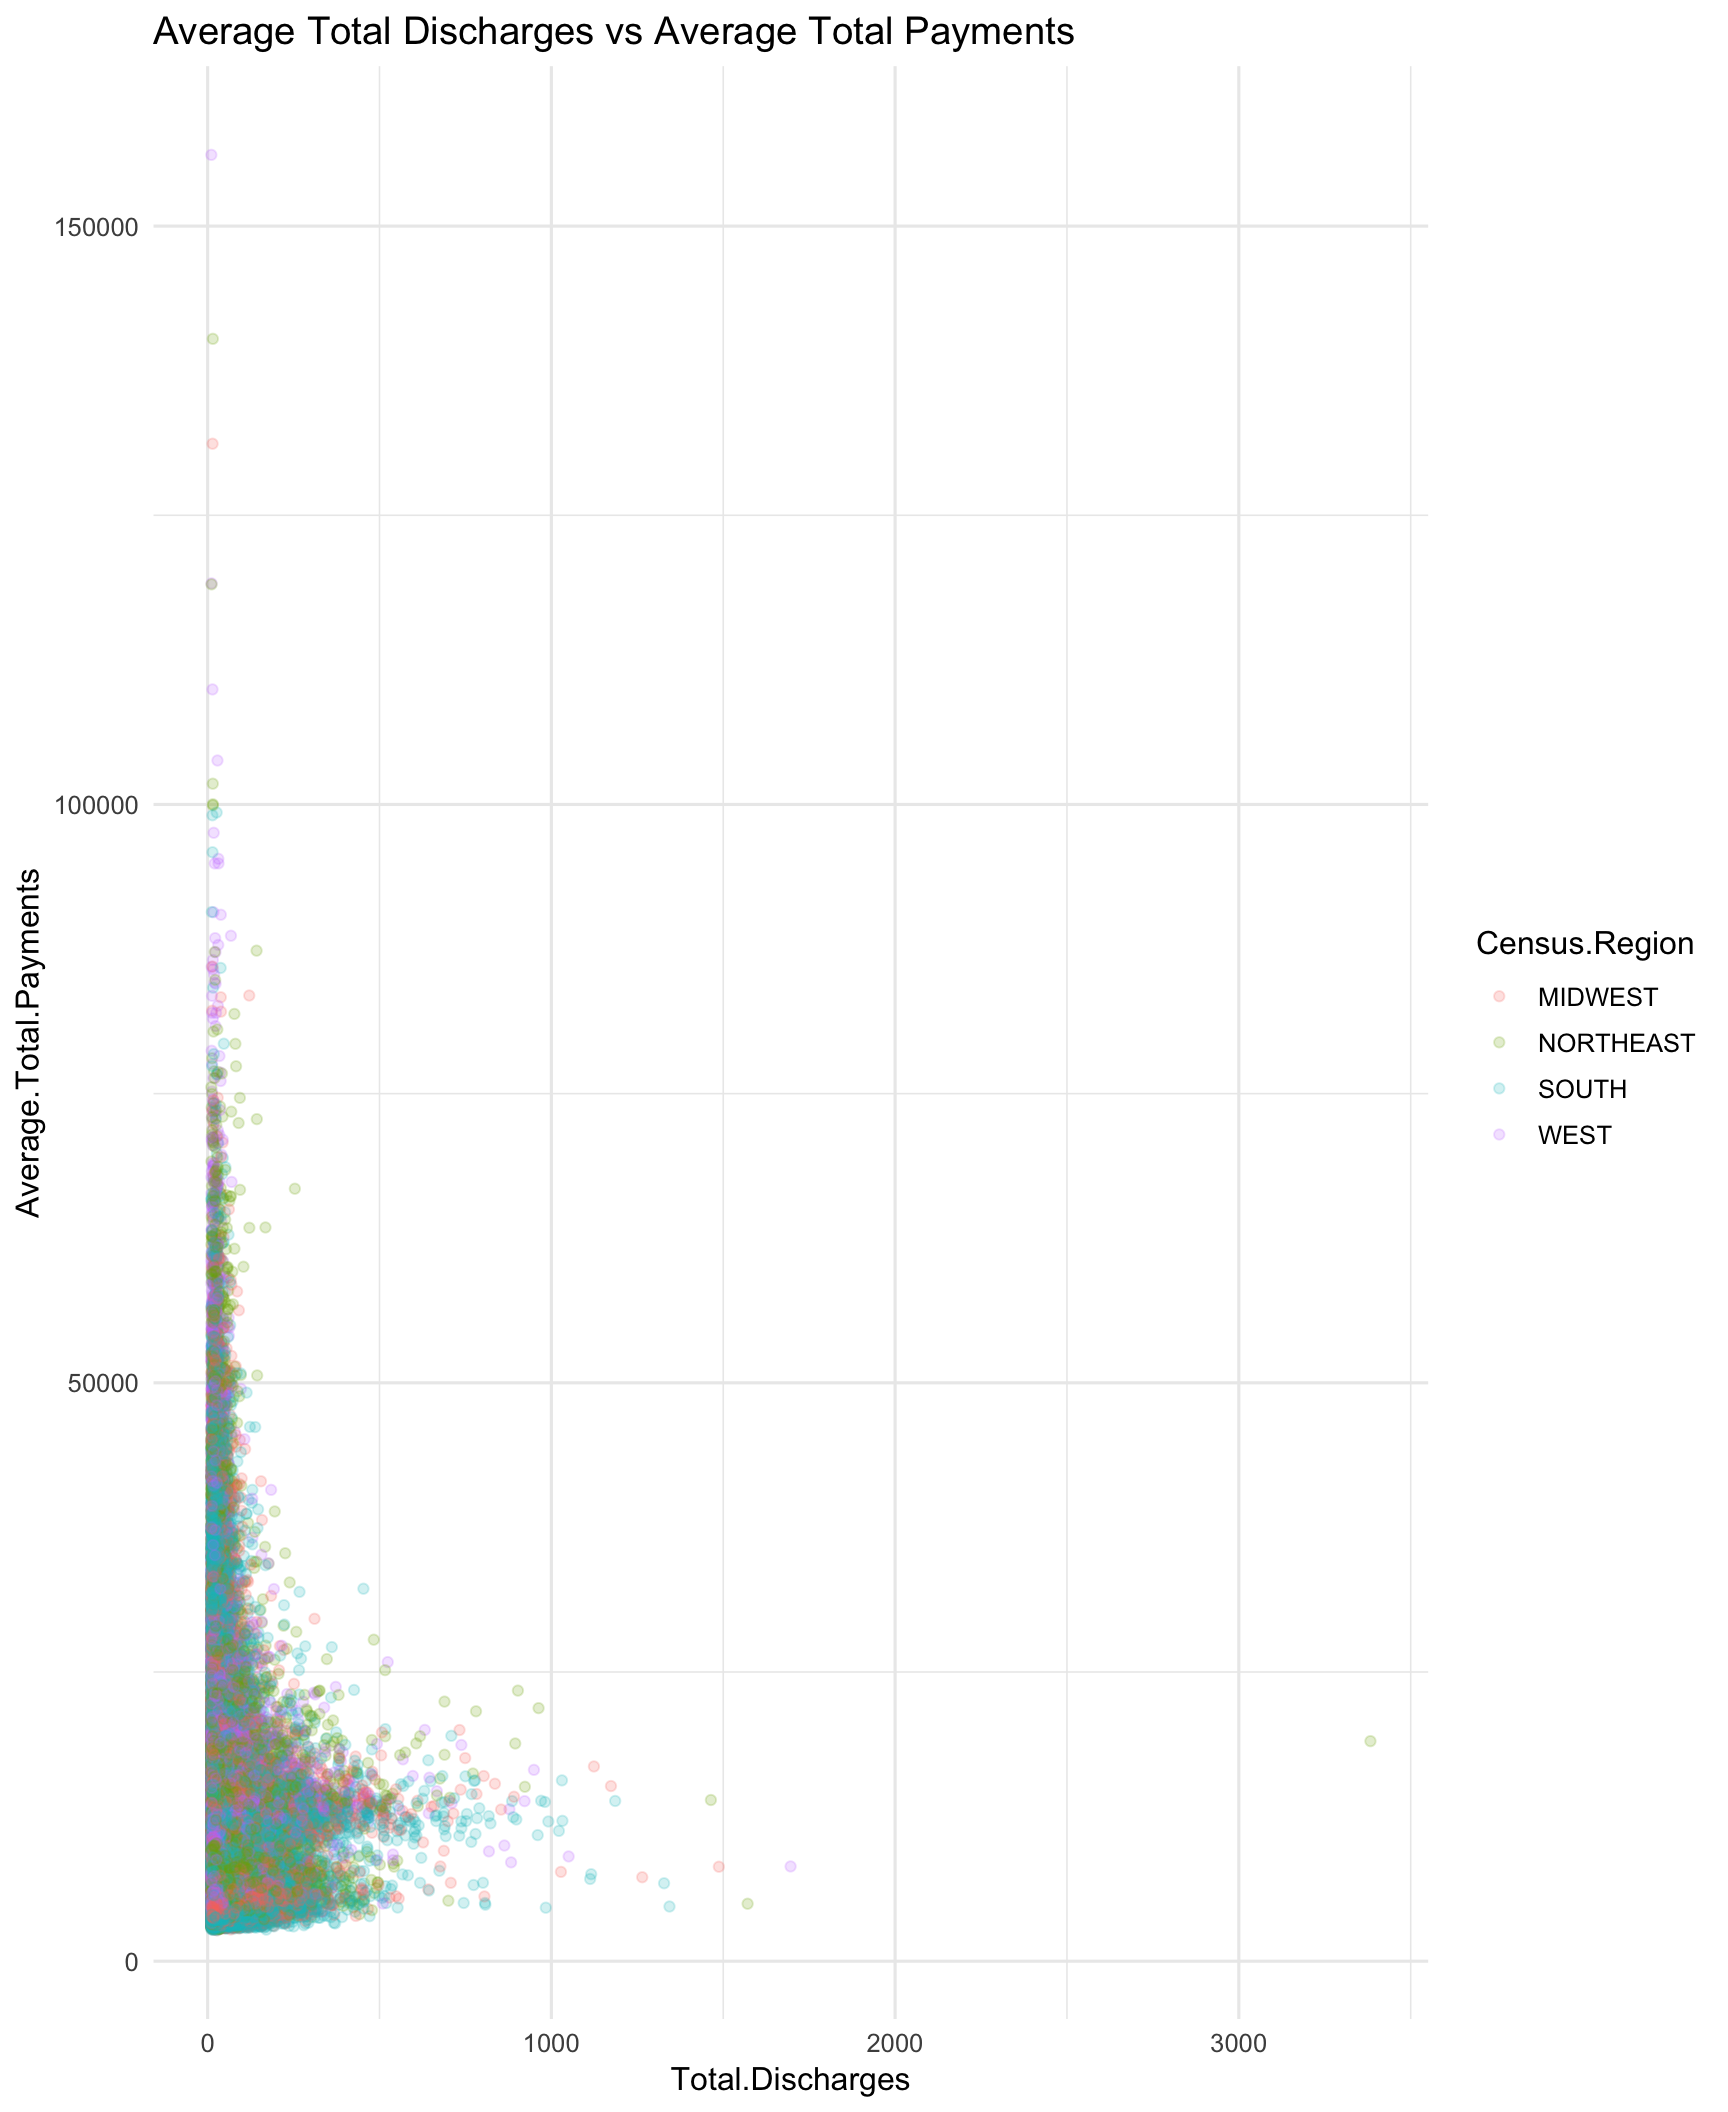 Average Total Discharges vs Average Total Payments
150000
100000
50000
0
Average.Total.Payments
0 1000 2000 3000
Total.Discharges
Census.Region
MIDWEST
NORTHEAST
SOUTH
WEST